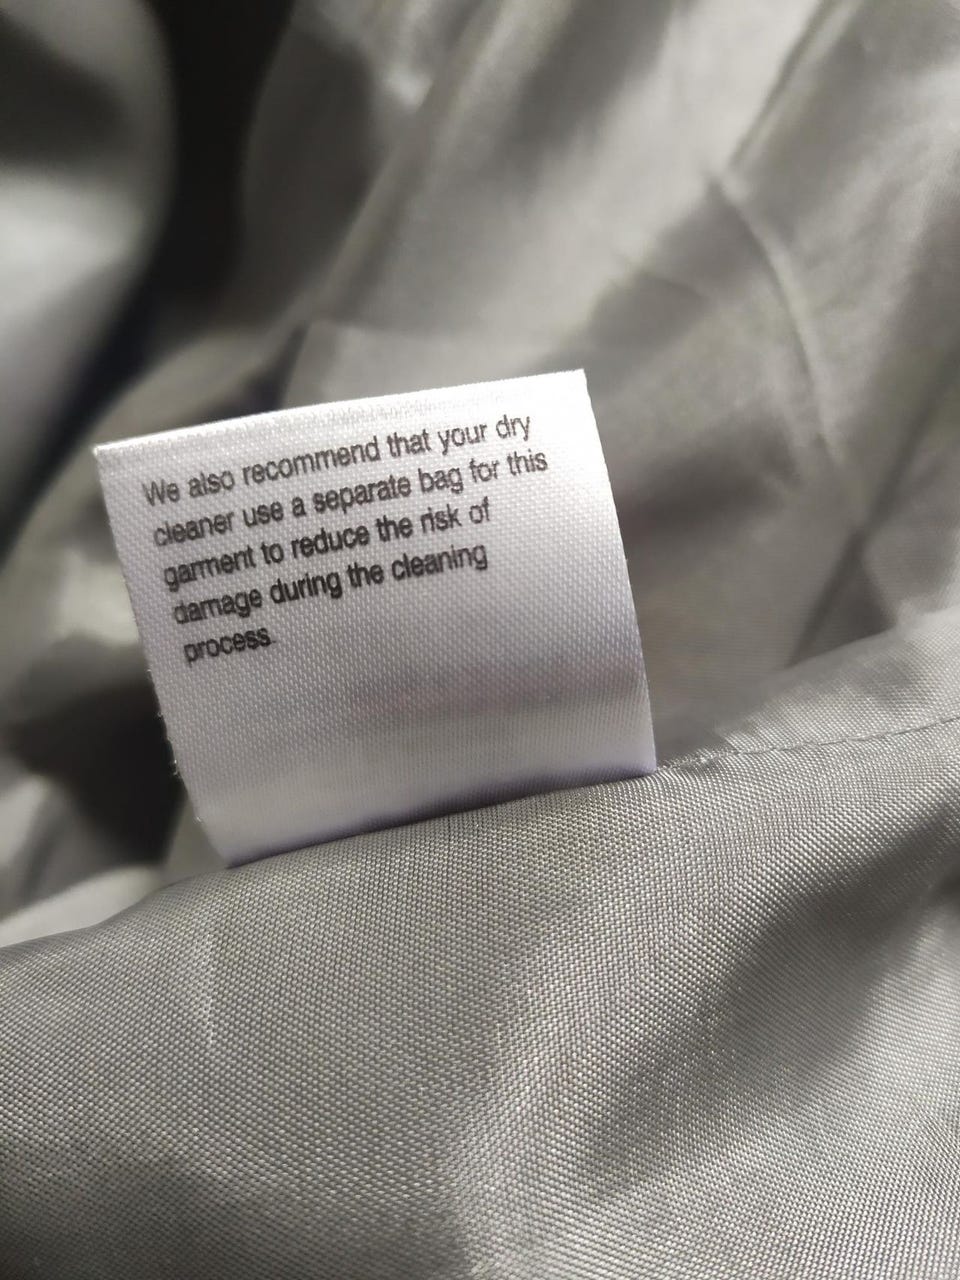 We also recommend that your dry
cleaner use a separate bag for this
garment to reduce the risk of
damage during the cleaning
process.